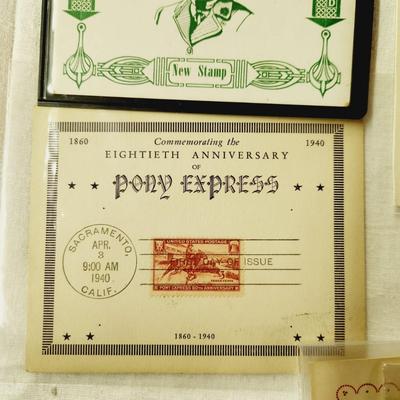 New Stamp
1860 Commemorating the 1940
EIGHTIETH ANNIVERSARY
OF
PONY EXPRESS
SACRAMENTO,
APR.
3
9:00 AM
1940
CALIF.
UNITED STATES POSTAGE
FIRST DAY OF ISSUE
3
PONY EXPRESS 80TH ANNIVERSARY
1860 - 1940